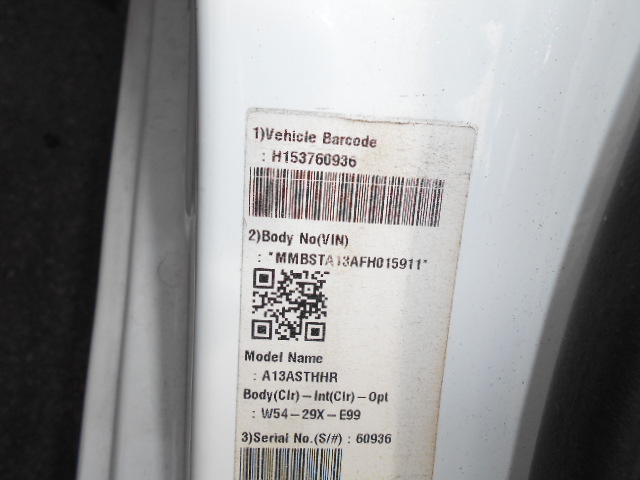 1)Vehicle Barcode
: H153760936
2)Body No(VIN)
: "MMBSTA13AFH015911"
Model Name
: A13ASTHHR
Body(Clr)-Int(Clr)-Opt
: W54-29X-E99
3)Serial No.(S/#) : 60936